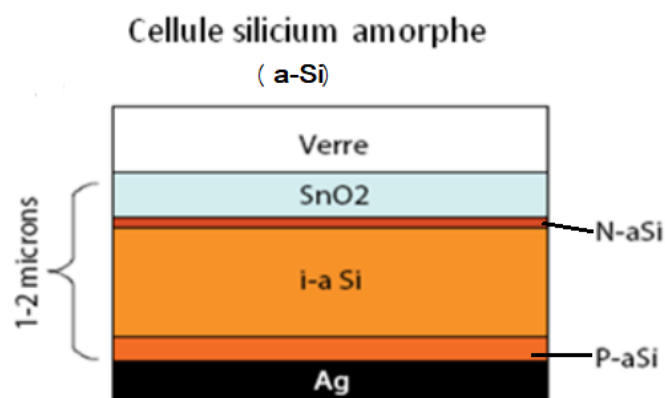 Cellule silicium amorphe
( a-Si)
Verre
SnO2
N-aSi
i-a Si
1-2 microns
P-aSi
Ag